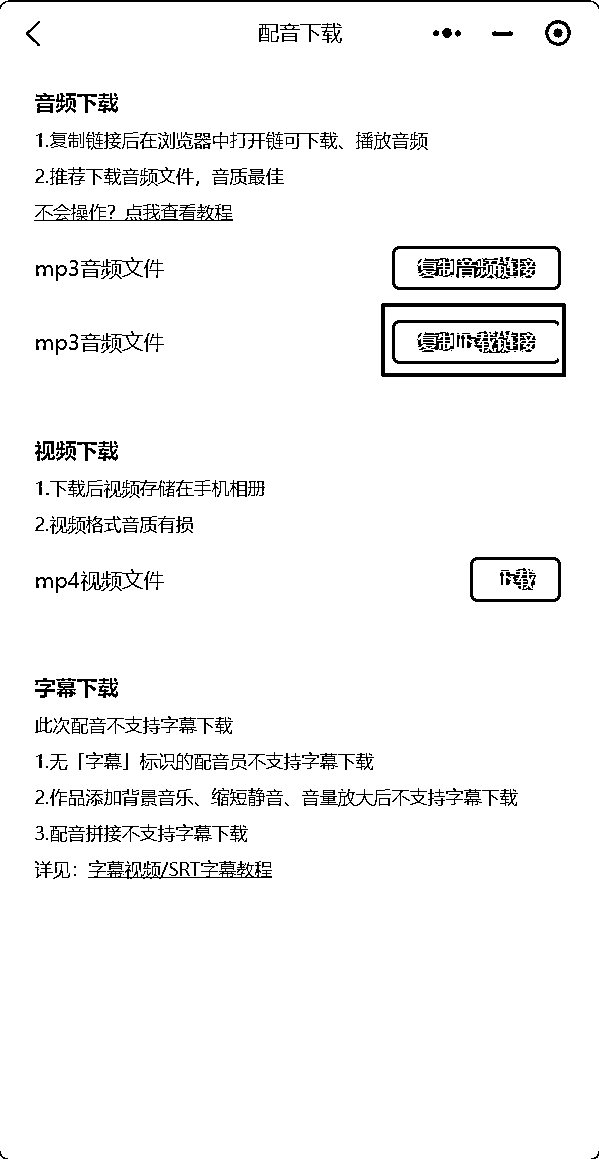 配音下载
音频下载
1.复制链接后在浏览器中打开链可下载、播放音频
2.推荐下载音频文件，音质最佳
不会操作？点我查看教程
mp3音频文件
复制音频链接
mp3音频文件
复制下载链接
视频下载
1.下载后视频存储在手机相册
2.视频格式音质有损
mp4视频文件
下载
字幕下载
此次配音不支持字幕下载
1.无「字幕」标识的配音员不支持字幕下载
2.作品添加背景音乐、缩短静音、音量放大后不支持字幕下载
3.配音拼接不支持字幕下载
详见：字幕视频/SRT字幕教程